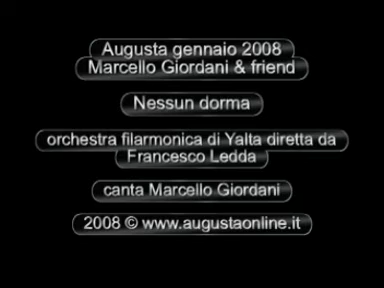 Augusta gennaio 2008
Marcello Giordani & friend
Nessun dorma
orchestra filarmonica di Yalta diretta da
Francesco Ledda
canta Marcello Giordani
2008 © www.augustaonline.it